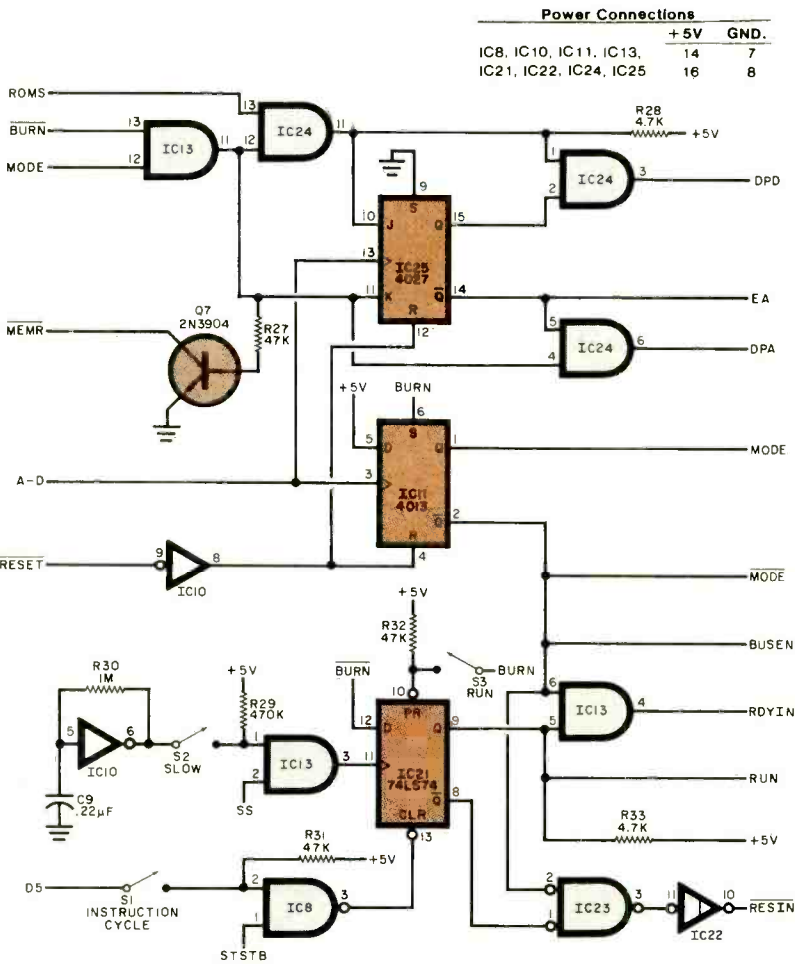 Power Connections
+5V GND.
IC8, IC10, IC11, IC13, 14 7
IC21, IC22, IC24, IC25 16 8
ROMS
BURN
MODE
13
12
IC13
11
13
12
IC24
11
R28
4.7K
+5V
1
2
IC24
3
DPD
9
S
10
J
Q
15
13
IC25
4027
11
K
Q
14
R
12
EA
5
4
IC24
6
DPA
Q7
2N3904
R27
47K
MEMR
+5V
BURN
6
S
5
D
Q
1
MODE
A-D
3
IC11
4013
Q
2
R
4
RESET
9
8
IC10
MODE
BUSEN
+5V
R32
47K
BURN
S3
RUN
BURN
10
PR
12
D
Q
9
11
IC21
74LS74
Q
8
CLR
13
6
5
IC13
4
RDYIN
RUN
R33
4.7K
+5V
R30
1M
5
6
IC10
C9
.22µF
S2
SLOW
+5V
R29
470K
1
2
IC13
3
SS
R31
47K
+5V
D5
S1
INSTRUCTION
CYCLE
2
1
IC8
3
STSTB
2
1
IC23
3
11
10
IC22
RESIN